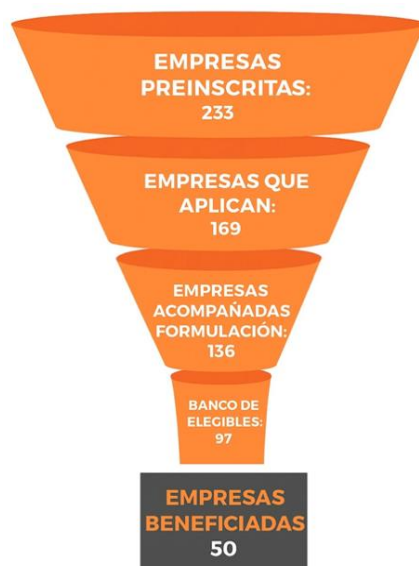 EMPRESAS
PREINSCRITAS:
233
EMPRESAS QUE
APLICAN:
169
EMPRESAS
ACOMPAÑADAS
FORMULACIÓN:
136
BANCO DE
ELEGIBLES:
97
EMPRESAS
BENEFICIADAS
50